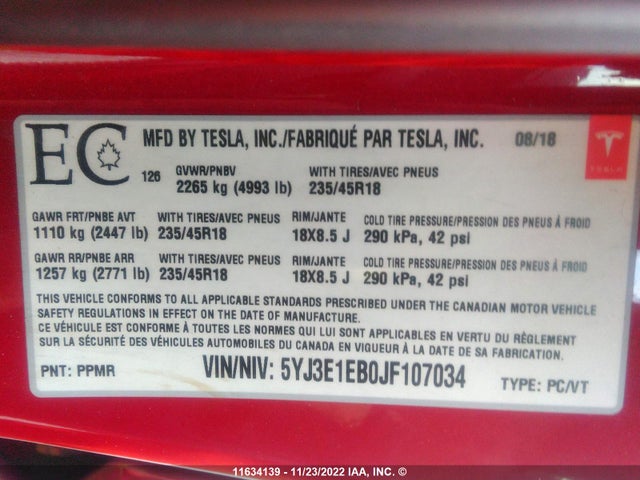 EC
MFD BY TESLA, INC./FABRIQUÉ PAR TESLA, INC.
08/18
TESLA
126
GVWR/PNBV
2265 kg (4993 lb)
WITH TIRES/AVEC PNEUS
235/45R18
GAWR FRT/PNBE AVT
1110 kg (2447 lb)
WITH TIRES/AVEC PNEUS
235/45R18
RIM/JANTE
18X8.5 J
COLD TIRE PRESSURE/PRESSION DES PNEUS À FROID
290 kPa, 42 psi
GAWR RR/PNBE ARR
1257 kg (2771 lb)
WITH TIRES/AVEC PNEUS
235/45R18
RIM/JANTE
18X8.5 J
COLD TIRE PRESSURE/PRESSION DES PNEUS À FROID
290 kPa, 42 psi
THIS VEHICLE CONFORMS TO ALL APPLICABLE STANDARDS PRESCRIBED UNDER THE CANADIAN MOTOR VEHICLE
SAFETY REGULATIONS IN EFFECT ON THE DATE OF MANUFACTURE.
CE VÉHICULE EST CONFORME À TOUTES LES NORMES QUI LUI SONT APPLICABLES EN VERTU DU RÈGLEMENT
SUR LA SÉCURITÉ DES VÉHICULES AUTOMOBILES DU CANADA EN VIGUEUR À LA DATE DE SA FABRICATION.
PNT: PPMR
VIN/NIV: 5YJ3E1EB0JF107034
TYPE: PC/VT
11634139 - 11/23/2022 IAA, INC. ©